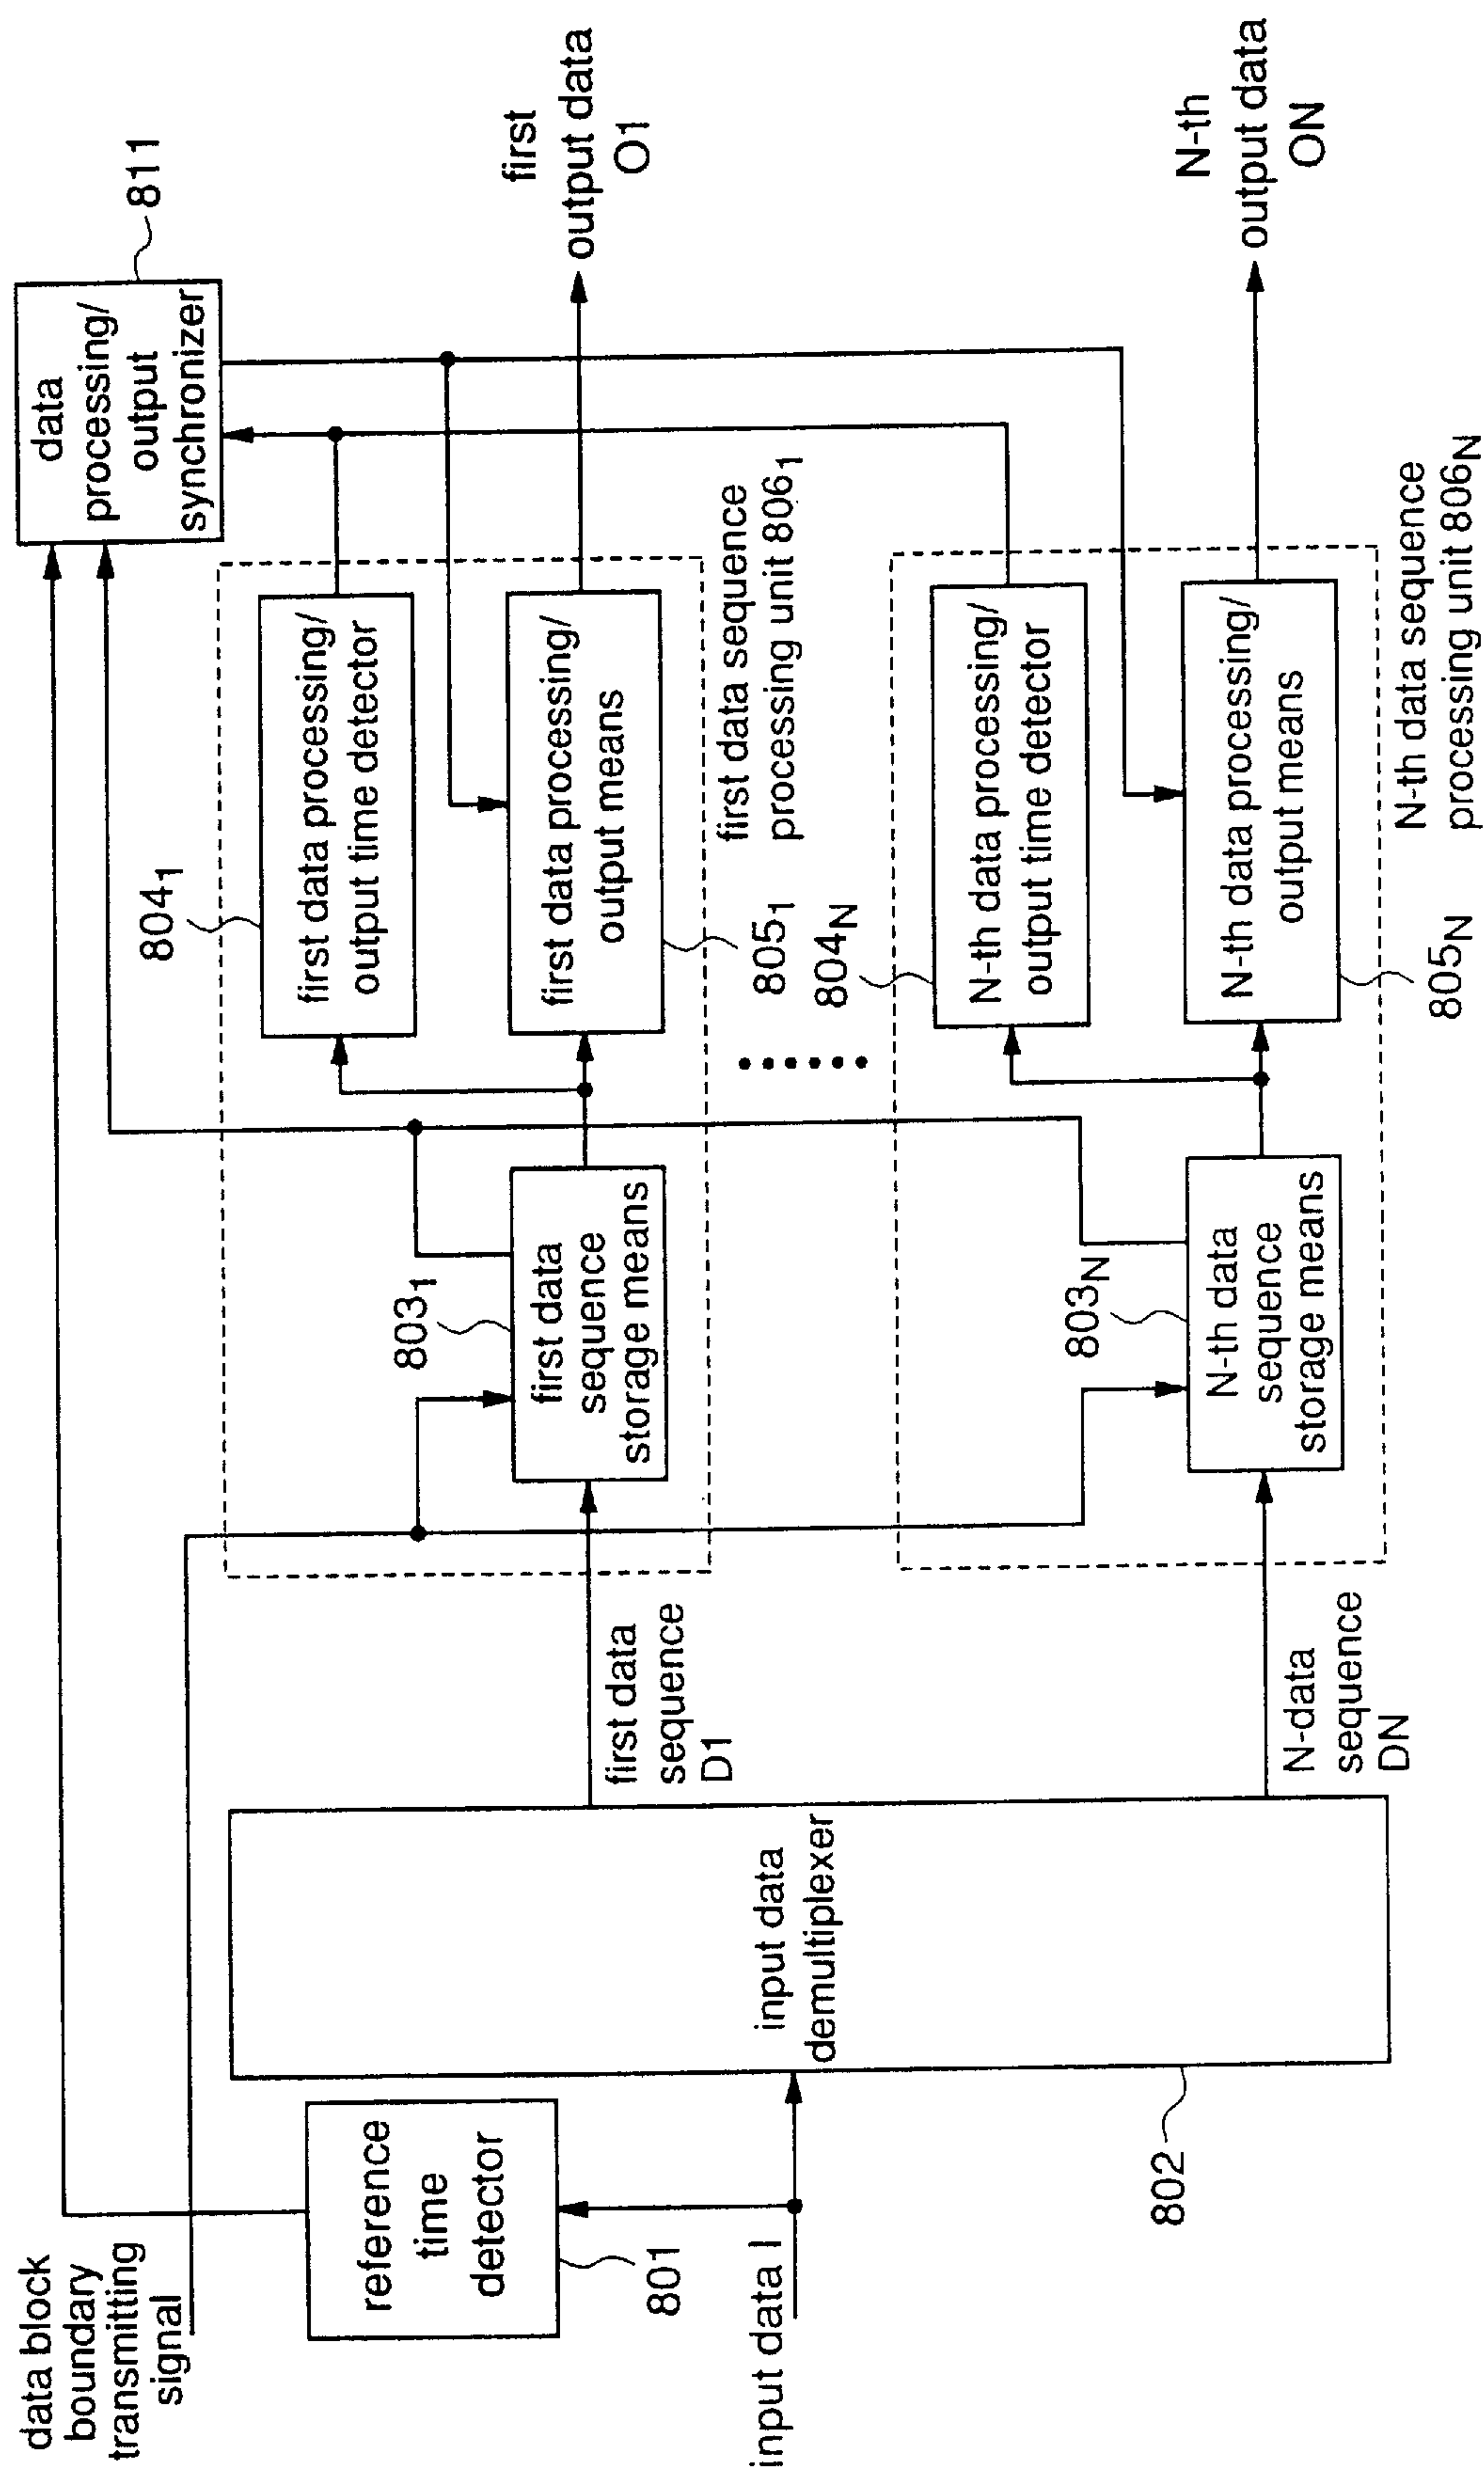 data block
boundary
transmitting
signal
input data I
reference
time
detector
801
input data
demultiplexer
802
first data
sequence
D1
N-data
sequence
DN
803₁
first data
sequence
storage means
803N
N-th data
sequence
storage means
804₁
first data processing/
output time detector
first data processing/
output means
805₁
first data sequence
processing unit 806₁
804N
N-th data processing/
output time detector
N-th data processing/
output means
805N
N-th data sequence
processing unit 806N
data
processing/
output
synchronizer
811
first
output data
O1
N-th
output data
ON